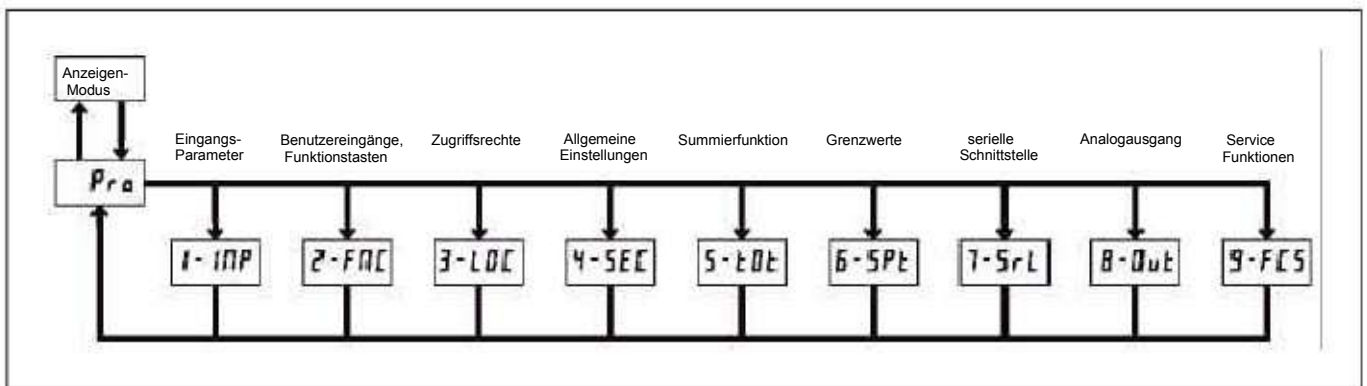 Anzeigen-
Modus
Eingangs-
Parameter
Benutzereingänge,
Funktionstasten
Zugriffsrechte
Allgemeine
Einstellungen
Summierfunktion
Grenzwerte
serielle
Schnittstelle
Analogausgang
Service
Funktionen
Pro
1-INP
2-FNC
3-LOC
4-SEC
5-tOt
6-SPt
7-SrL
8-Out
9-FCS